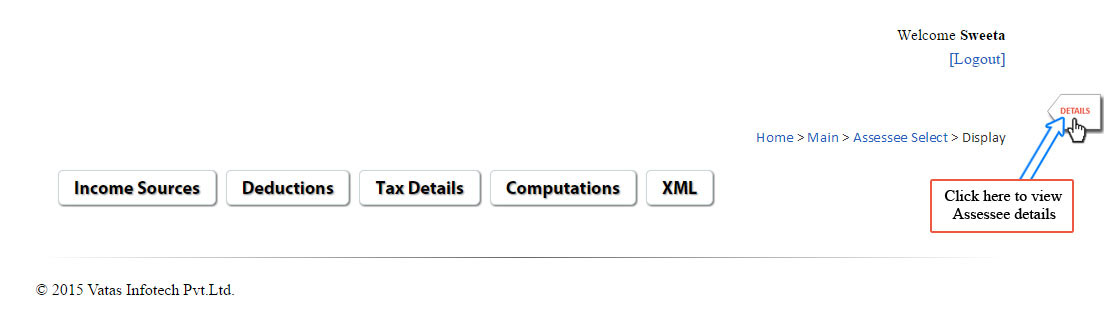 Welcome Sweeta
[Logout]
DETAILS
Home > Main > Assessee Select > Display
Income Sources Deductions Tax Details Computations XML
Click here to view
Assessee details
© 2015 Vatas Infotech Pvt.Ltd.